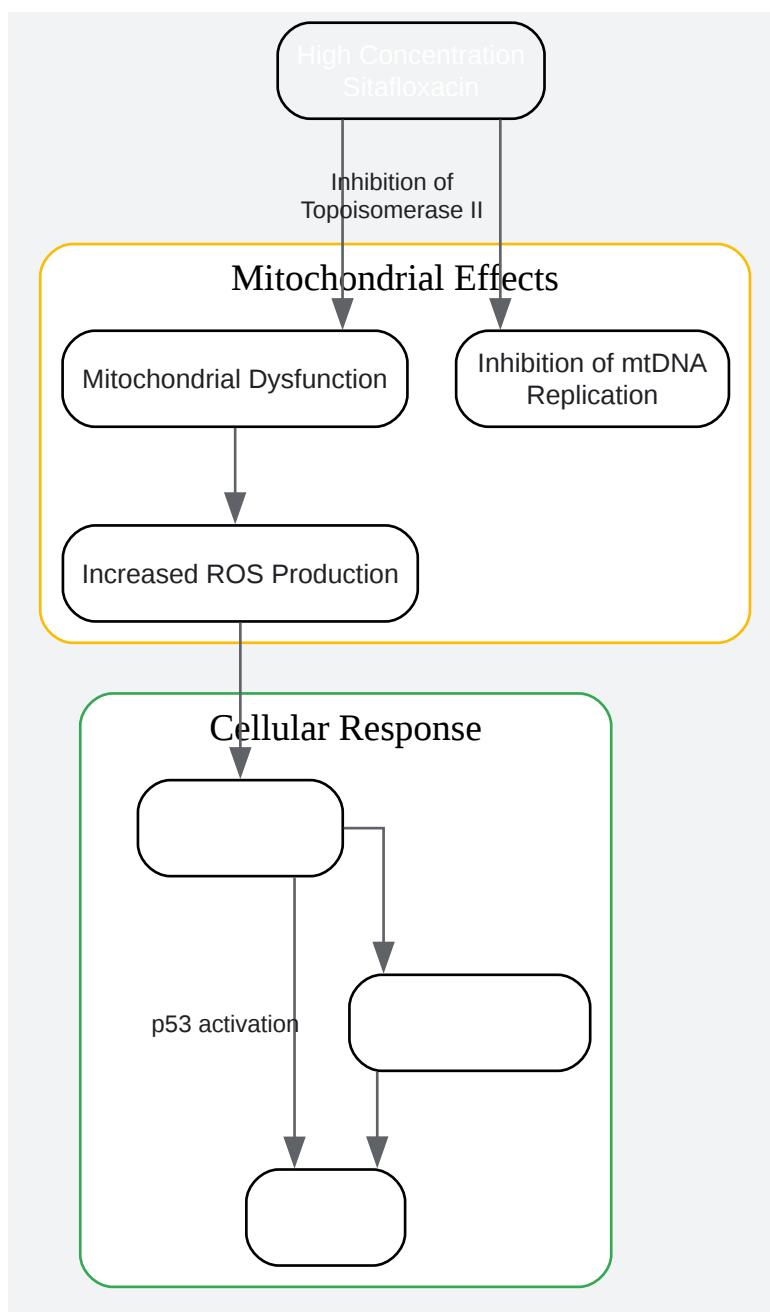 High Concentration
Sitafloxacin
Inhibition of
Topoisomerase II
Mitochondrial Effects
Mitochondrial Dysfunction
Inhibition of mtDNA
Replication
Increased ROS Production
Cellular Response
p53 activation